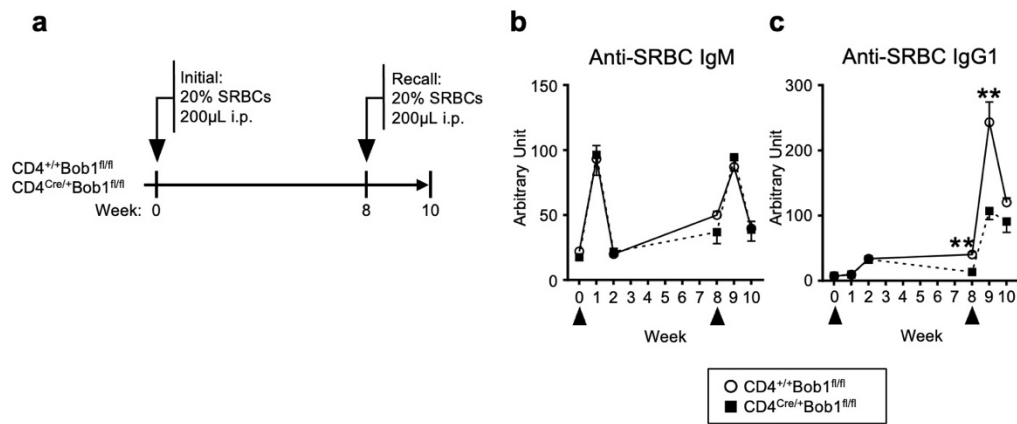 a
Initial:
20% SRBCs
200μL i.p.
Recall:
20% SRBCs
200μL i.p.
CD4+/+Bob1fl/fl
CD4Cre/+Bob1fl/fl
Week: 0 8 10
b
Anti-SRBC IgM
Arbitrary Unit
150
100
50
0
0 1 2 3 4 5 6 7 8 9 10
Week
c
Anti-SRBC IgG1
Arbitrary Unit
300
200
100
0
**
**
0 1 2 3 4 5 6 7 8 9 10
Week
CD4+/+Bob1fl/fl
CD4Cre/+Bob1fl/fl